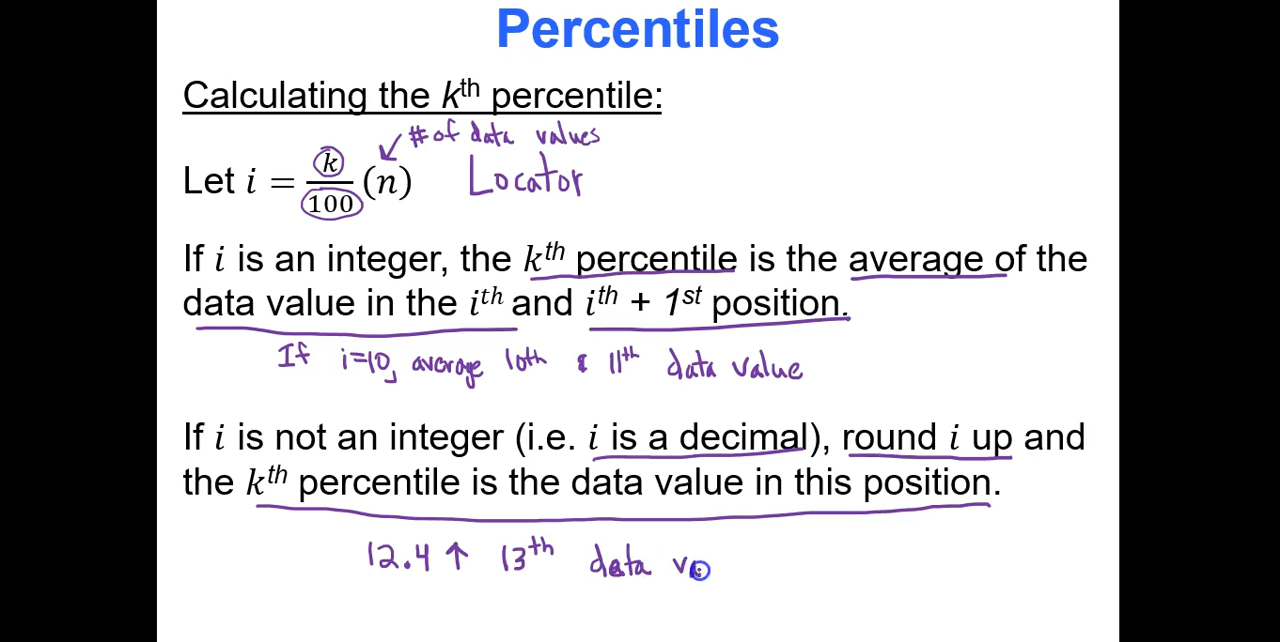 Percentiles
Calculating the kth percentile:
# of data values
Let i = k/100 (n) Locator
If i is an integer, the kth percentile is the average of the
data value in the ith and ith + 1st position.
If i=10, average 10th & 11th data value
If i is not an integer (i.e. i is a decimal), round i up and
the kth percentile is the data value in this position.
12.4 ↑ 13th data